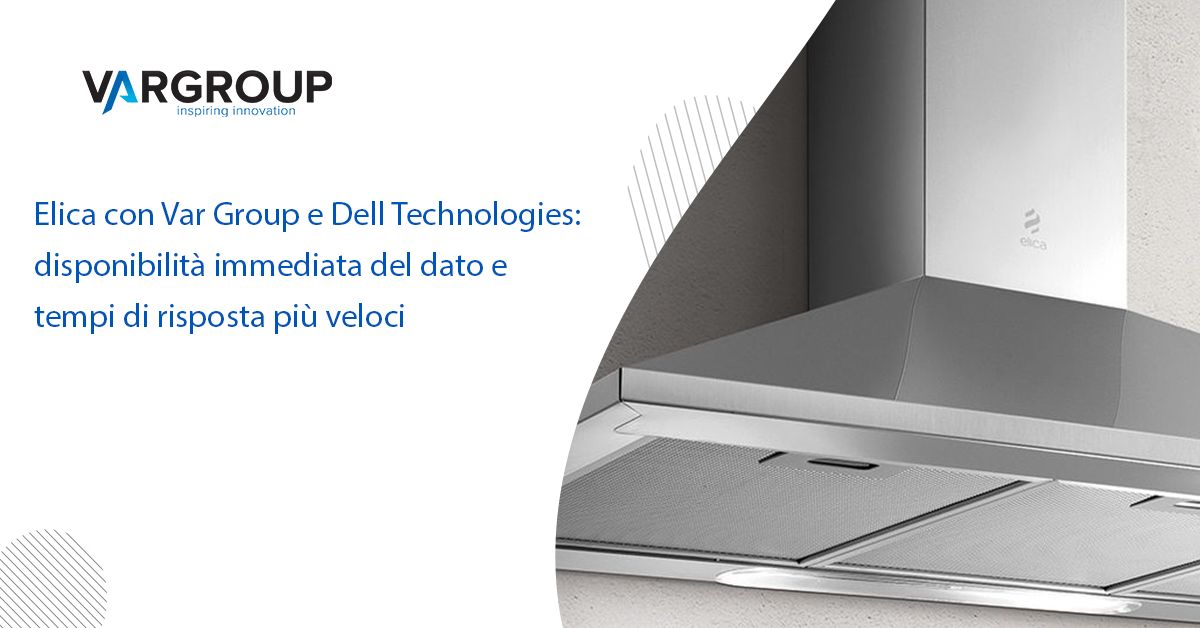 VARGROUP
inspiring innovation
Elica con Var Group e Dell Technologies:
disponibilità immediata del dato e
tempi di risposta più veloci
elica